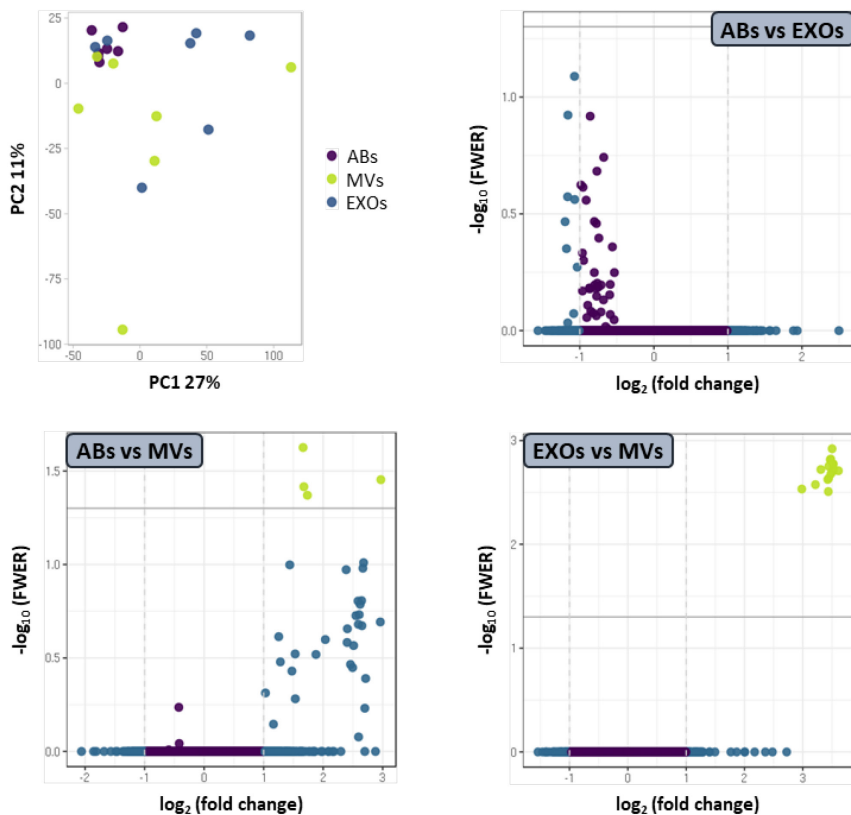 25
0
-25
-50
-75
-100
-50
0
50
100
PC2 11%
PC1 27%
ABs
MVs
EXOs
ABs vs EXOs
1.0
0.5
0.0
-1
0
1
-log₁₀ (FWER)
log₂ (fold change)
ABs vs MVs
1.5
1.0
0.5
0.0
-2
-1
0
1
2
3
-log₁₀ (FWER)
log₂ (fold change)
EXOs vs MVs
3
2
1
0
-1
0
1
2
3
-log₁₀ (FWER)
log₂ (fold change)